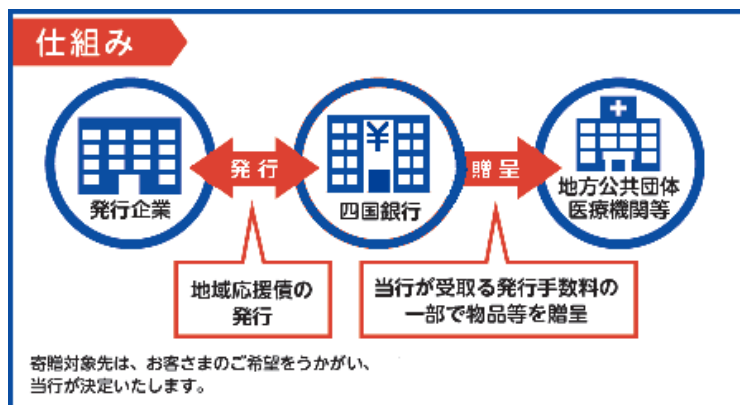 仕組み
発行企業
発行
¥
四国銀行
贈呈
地方公共団体
医療機関等
地域応援債の
発行
当行が受取る発行手数料の
一部で物品等を贈呈
寄贈対象先は、お客さまのご希望をうかがい、
当行が決定いたします。